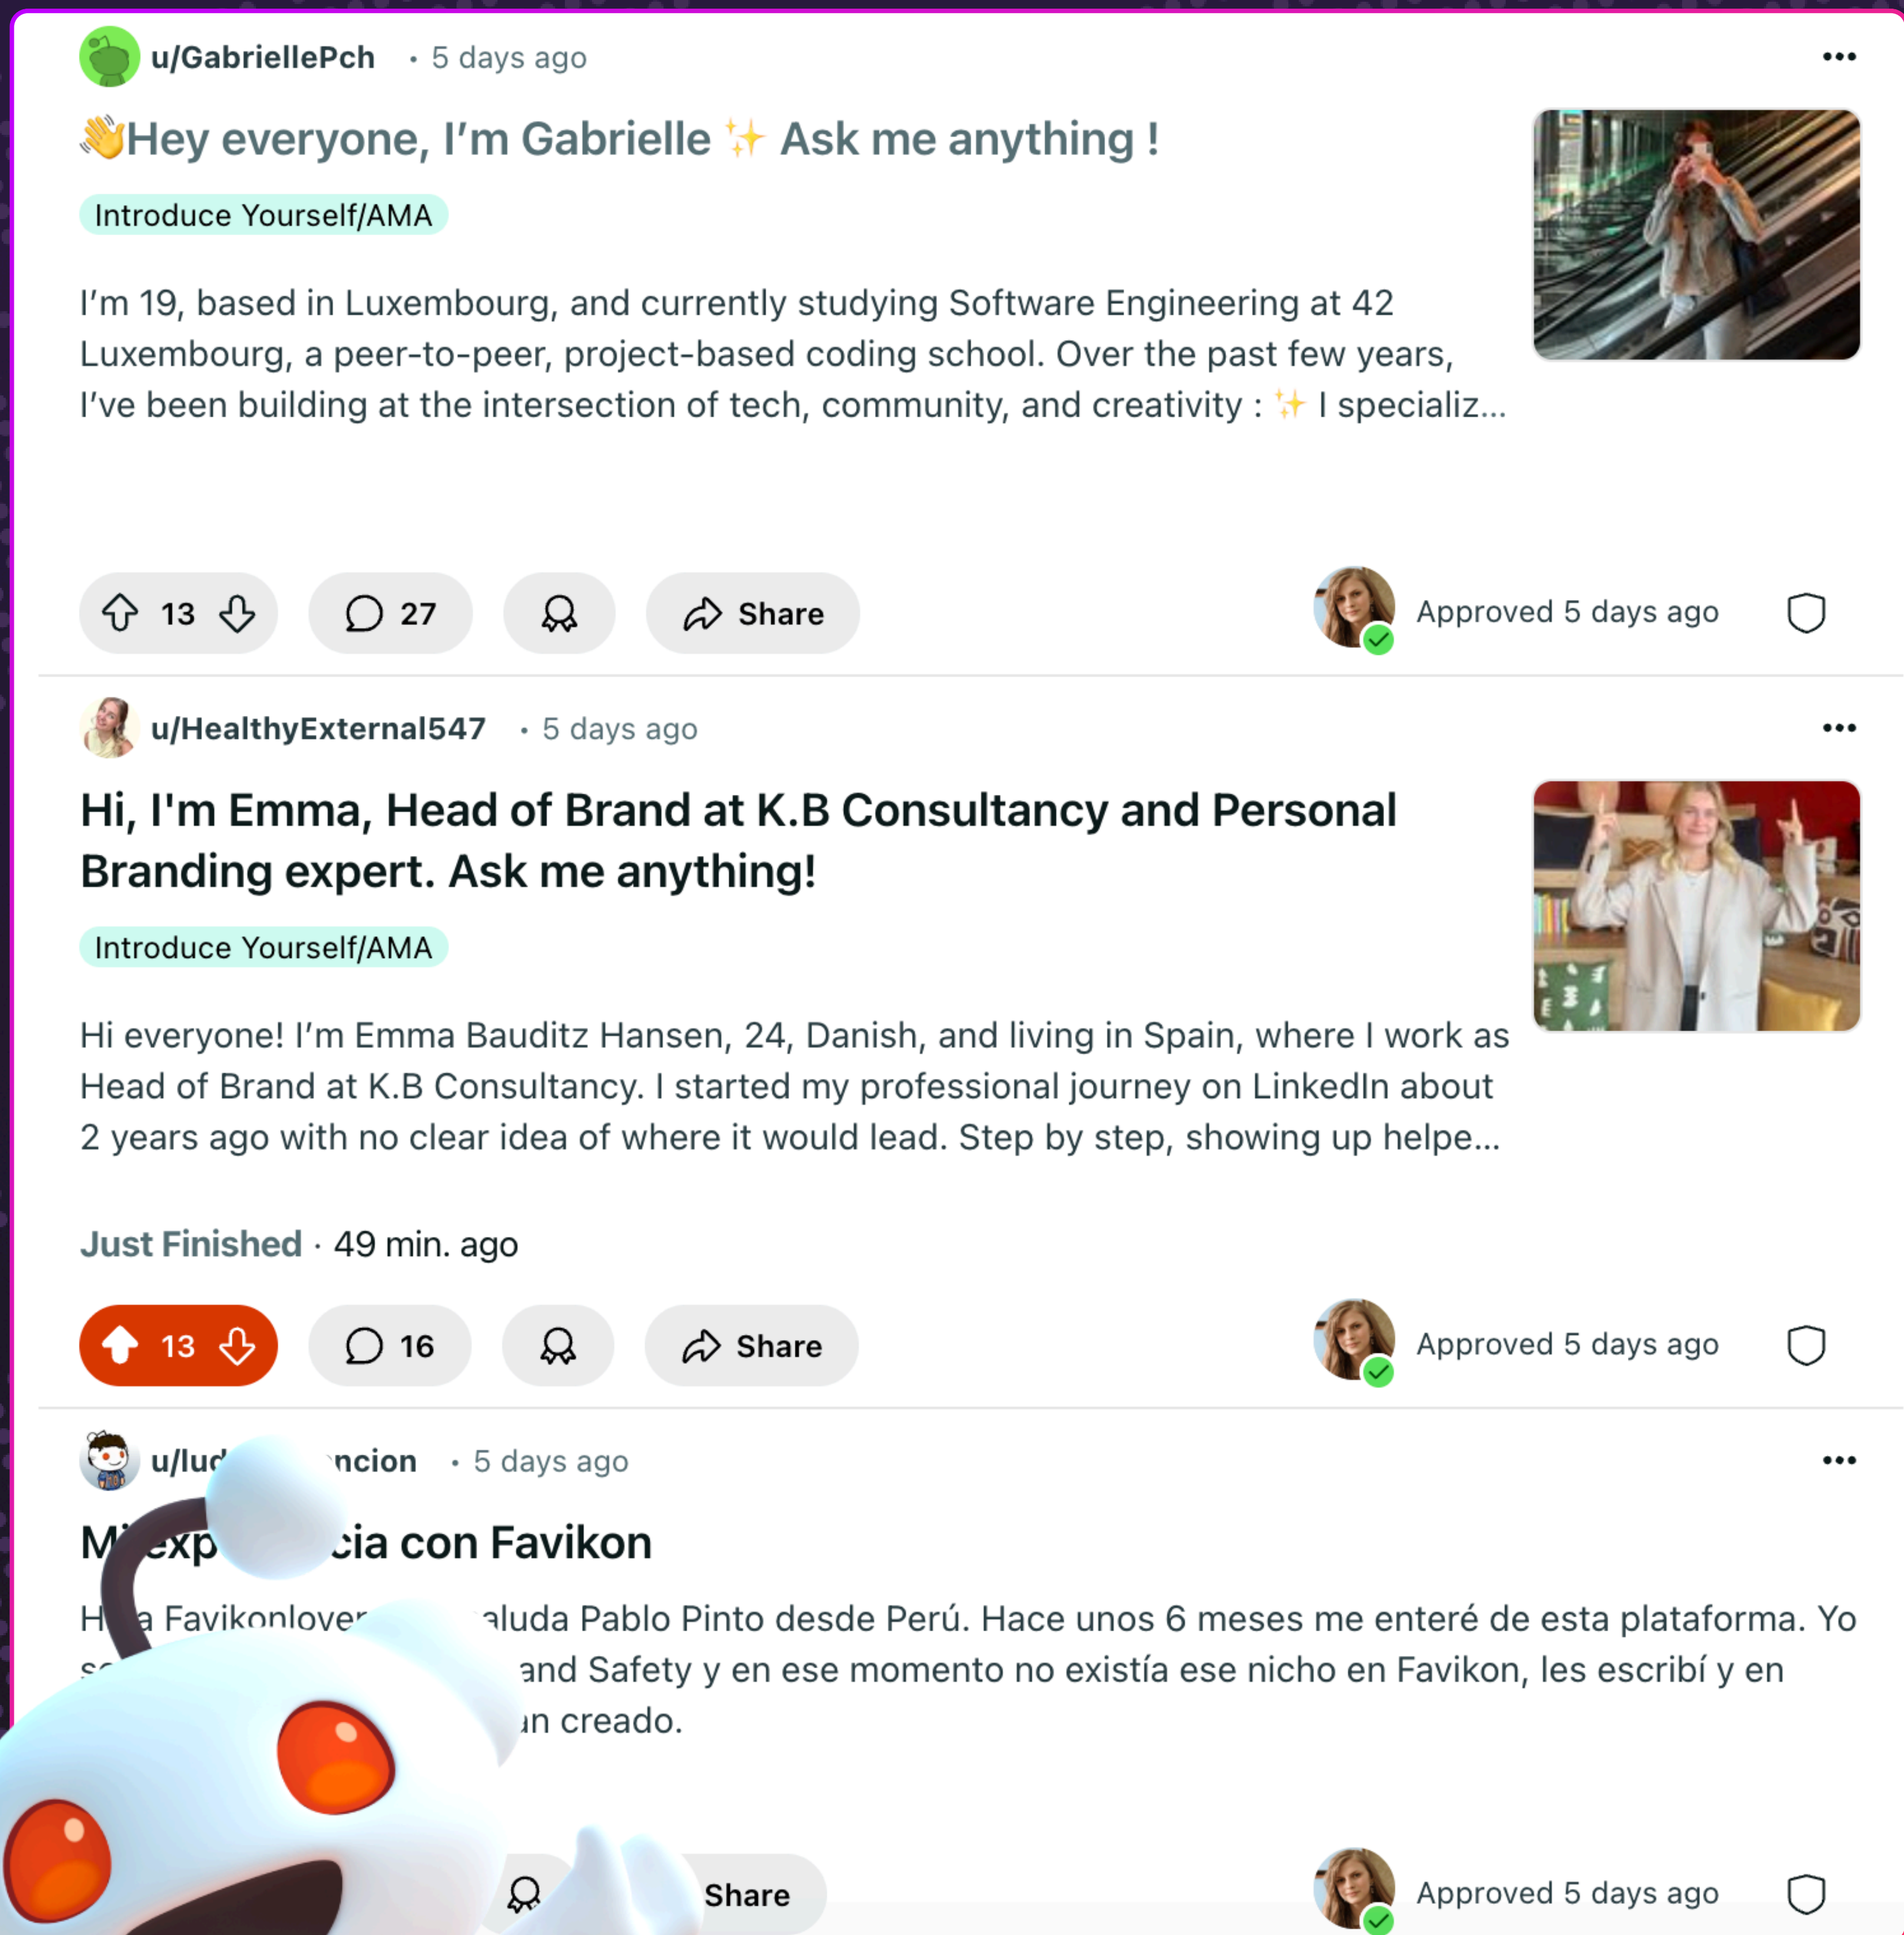 u/GabriellePch • 5 days ago
👋Hey everyone, I’m Gabrielle ✨ Ask me anything !
Introduce Yourself/AMA
I’m 19, based in Luxembourg, and currently studying Software Engineering at 42
Luxembourg, a peer-to-peer, project-based coding school. Over the past few years,
I’ve been building at the intersection of tech, community, and creativity : ✨ I specializ...
13 27 Share Approved 5 days ago
u/HealthyExternal547 • 5 days ago
Hi, I'm Emma, Head of Brand at K.B Consultancy and Personal
Branding expert. Ask me anything!
Introduce Yourself/AMA
Hi everyone! I’m Emma Bauditz Hansen, 24, Danish, and living in Spain, where I work as
Head of Brand at K.B Consultancy. I started my professional journey on LinkedIn about
2 years ago with no clear idea of where it would lead. Step by step, showing up helpe...
Just Finished · 49 min. ago
13 16 Share Approved 5 days ago
• 5 days ago
con Favikon
Pablo Pinto desde Perú. Hace unos 6 meses me enteré de esta plataforma. Yo
and Safety y en ese momento no existía ese nicho en Favikon, les escribí y en
creado.
Share Approved 5 days ago